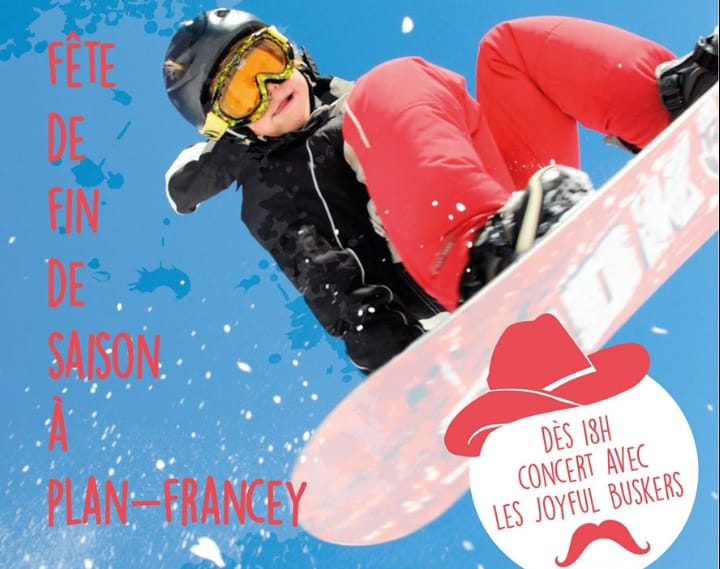 FÊTE
DE
FIN
DE
SAISON
À
PLAN-FRANCEY
DÈS 18H
CONCERT AVEC
LES JOYFUL BUSKERS